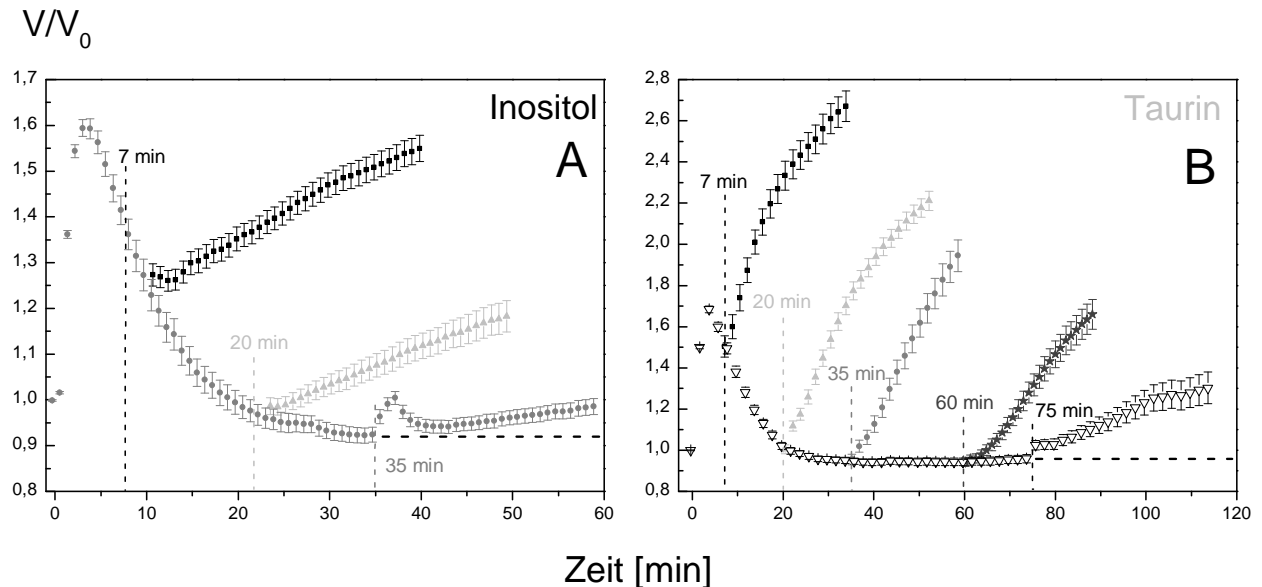 V/V0
Inositol
A
7 min
20 min
35 min
1,7
1,6
1,5
1,4
1,3
1,2
1,1
1,0
0,9
0,8
0 10 20 30 40 50 60
Taurin
B
7 min
20 min
35 min
60 min
75 min
2,8
2,6
2,4
2,2
2,0
1,8
1,6
1,4
1,2
1,0
0,8
0 20 40 60 80 100 120
Zeit [min]